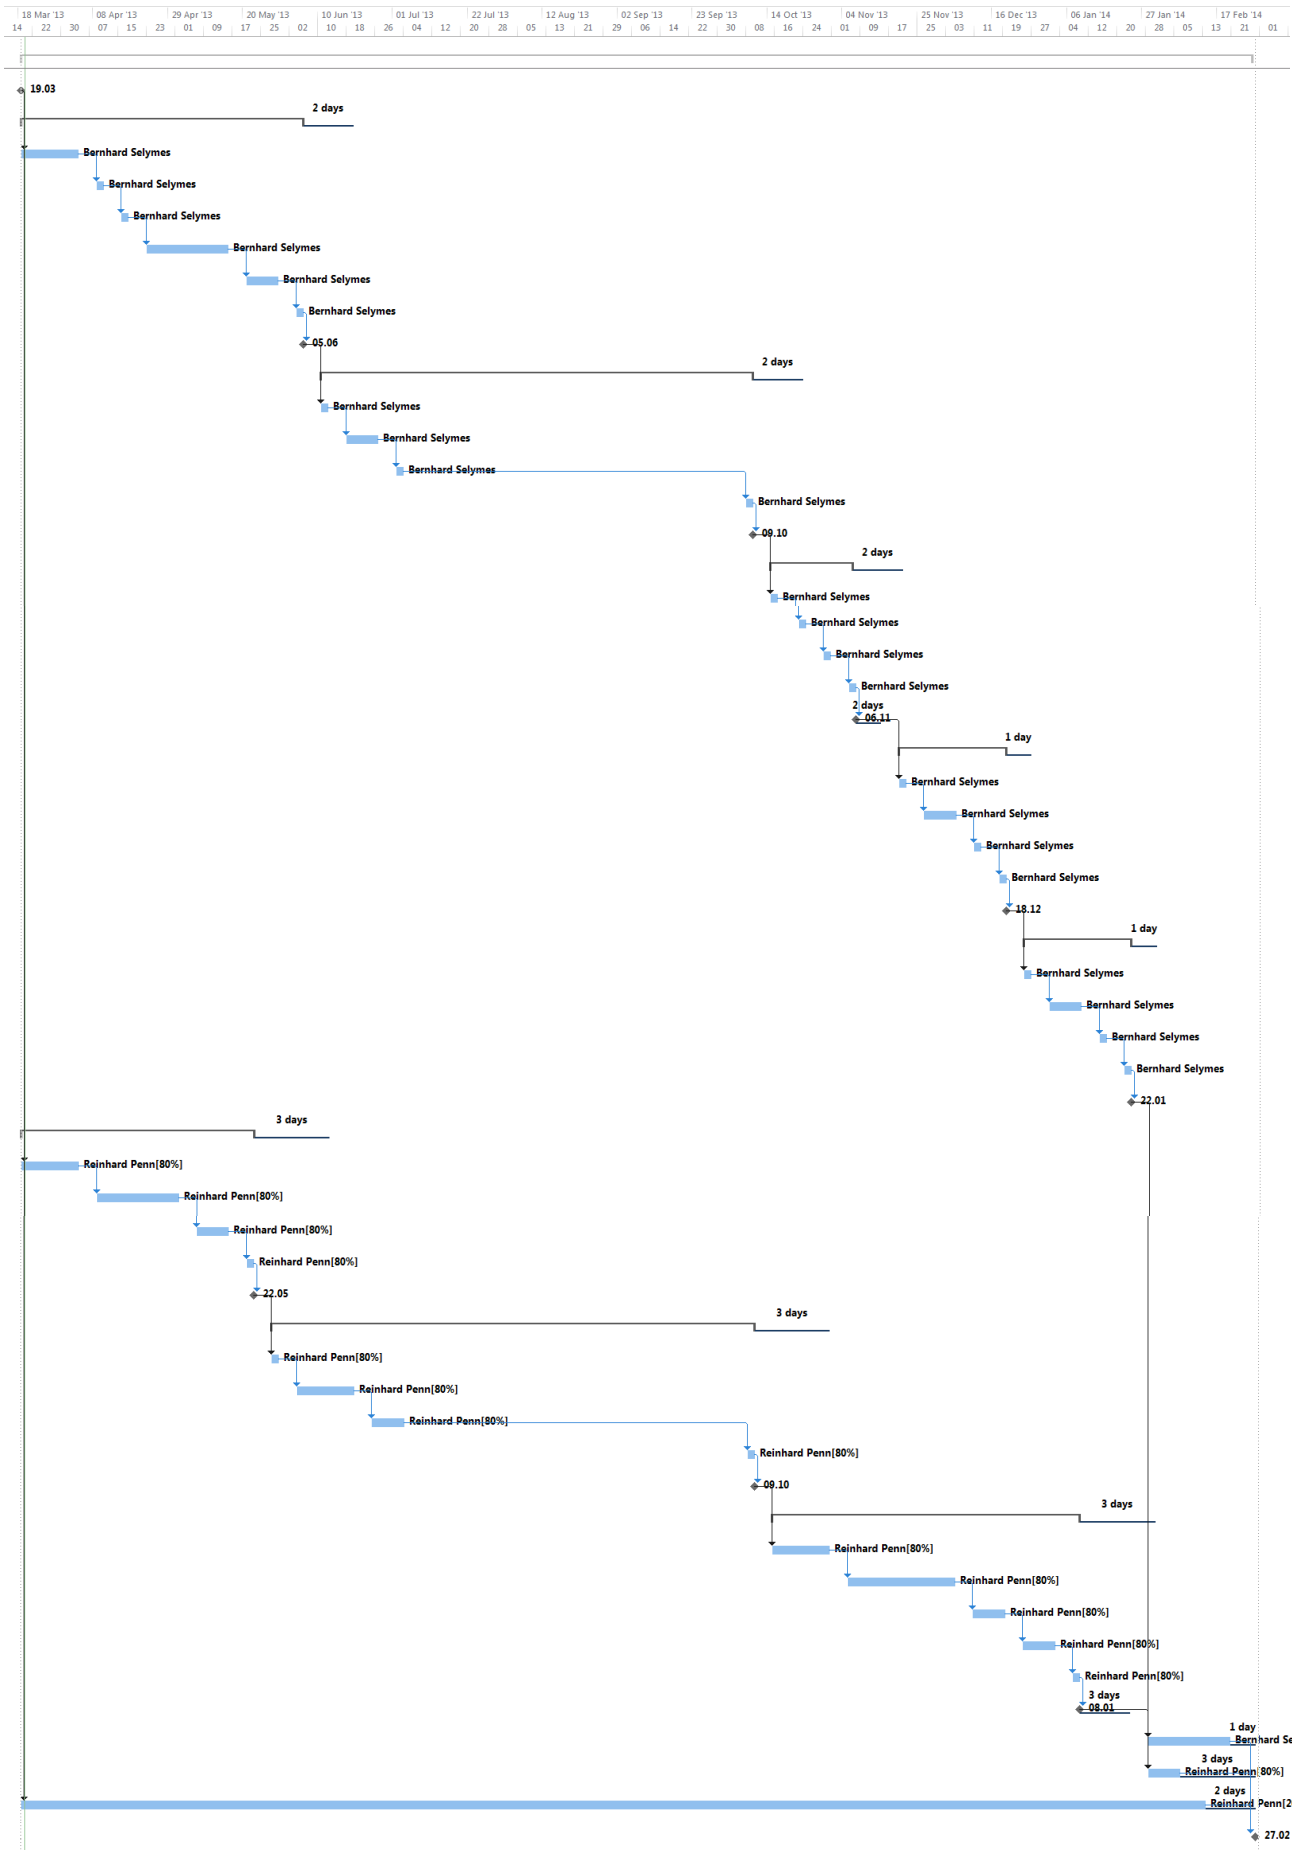 18 Mar '13 08 Apr '13 29 Apr '13 20 May '13 10 Jun '13 01 Jul '13 22 Jul '13 12 Aug '13 02 Sep '13 23 Sep '13 14 Oct '13 04 Nov '13 25 Nov '13 16 Dec '13 06 Jan '14 27 Jan '14 17 Feb '14
14 22 30 07 15 23 01 09 17 25 02 10 18 26 04 12 20 28 05 13 21 29 06 14 22 30 08 16 24 01 09 17 25 03 11 19 27 04 12 20 28 05 13 21 01
19.03
2 days
Bernhard Selymes
Bernhard Selymes
Bernhard Selymes
Bernhard Selymes
Bernhard Selymes
Bernhard Selymes
05.06
2 days
Bernhard Selymes
Bernhard Selymes
Bernhard Selymes
Bernhard Selymes
09.10
2 days
Bernhard Selymes
Bernhard Selymes
Bernhard Selymes
Bernhard Selymes
2 days
06.11
1 day
Bernhard Selymes
Bernhard Selymes
Bernhard Selymes
Bernhard Selymes
18.12
1 day
Bernhard Selymes
Bernhard Selymes
Bernhard Selymes
Bernhard Selymes
22.01
3 days
Reinhard Penn[80%]
Reinhard Penn[80%]
Reinhard Penn[80%]
Reinhard Penn[80%]
22.05
3 days
Reinhard Penn[80%]
Reinhard Penn[80%]
Reinhard Penn[80%]
Reinhard Penn[80%]
09.10
3 days
Reinhard Penn[80%]
Reinhard Penn[80%]
Reinhard Penn[80%]
Reinhard Penn[80%]
Reinhard Penn[80%]
3 days
08.01
1 day
Bernhard Se
3 days
Reinhard Penn[80%]
2 days
Reinhard Penn[2
27.02